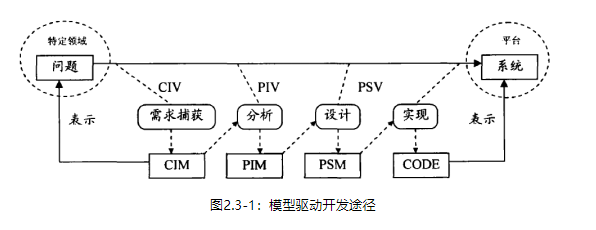 特定领域
平台
问题
系统
CIV
PIV
PSV
需求捕获
分析
设计
实现
表示
表示
CIM
PIM
PSM
CODE
图2.3-1：模型驱动开发途径